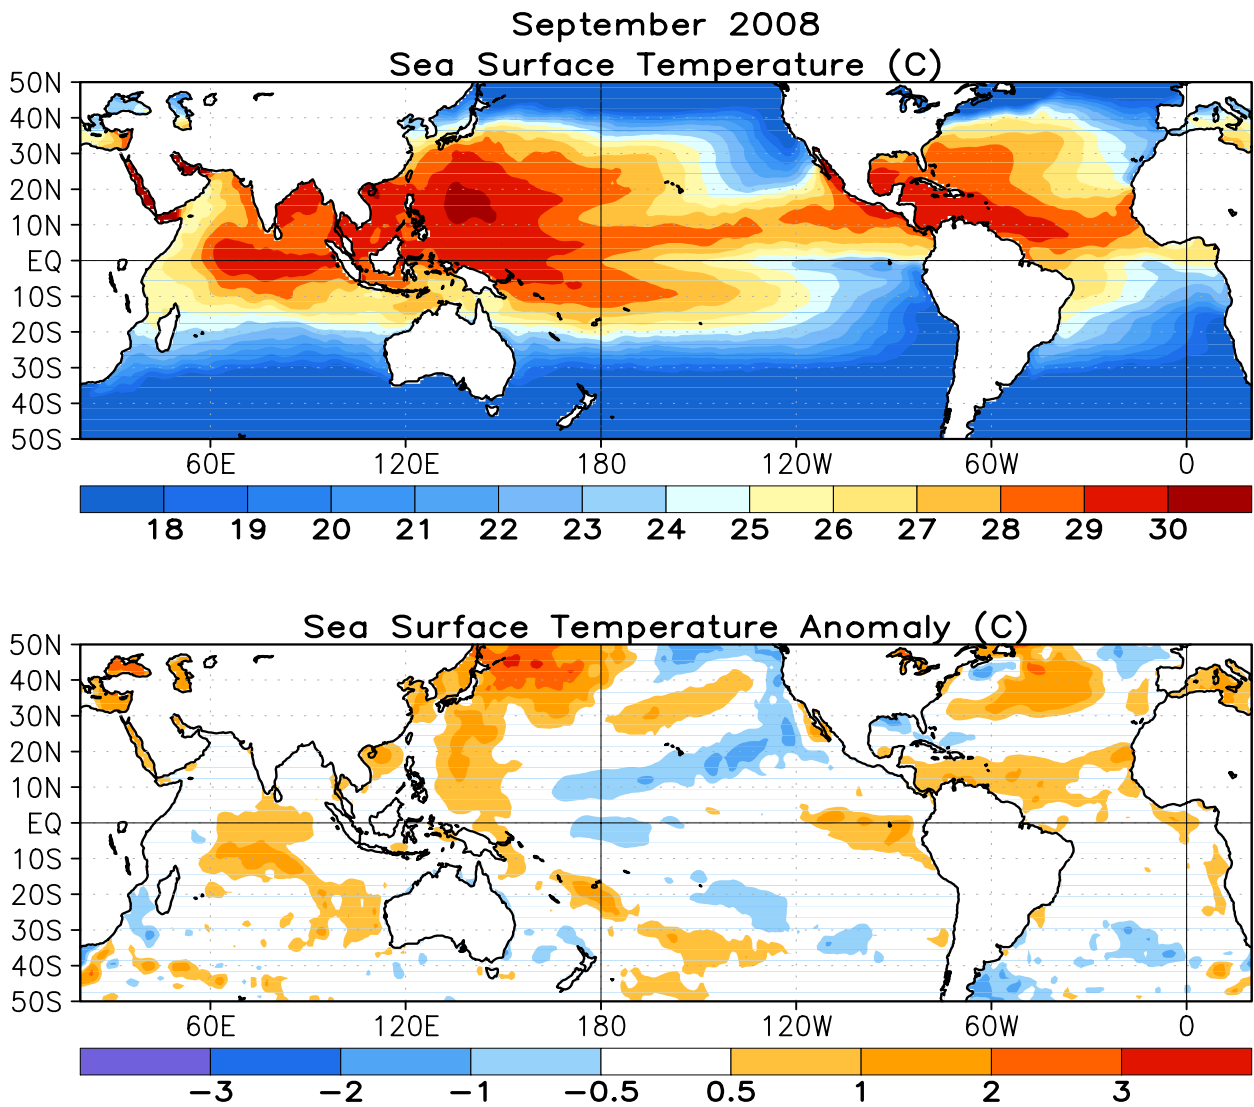 September 2008
Sea Surface Temperature (C)
50N
40N
30N
20N
10N
EQ
10S
20S
30S
40S
50S
60E 120E 180 120W 60W 0
18 19 20 21 22 23 24 25 26 27 28 29 30
Sea Surface Temperature Anomaly (C)
50N
40N
30N
20N
10N
EQ
10S
20S
30S
40S
50S
60E 120E 180 120W 60W 0
−3 −2 −1 −0.5 0.5 1 2 3